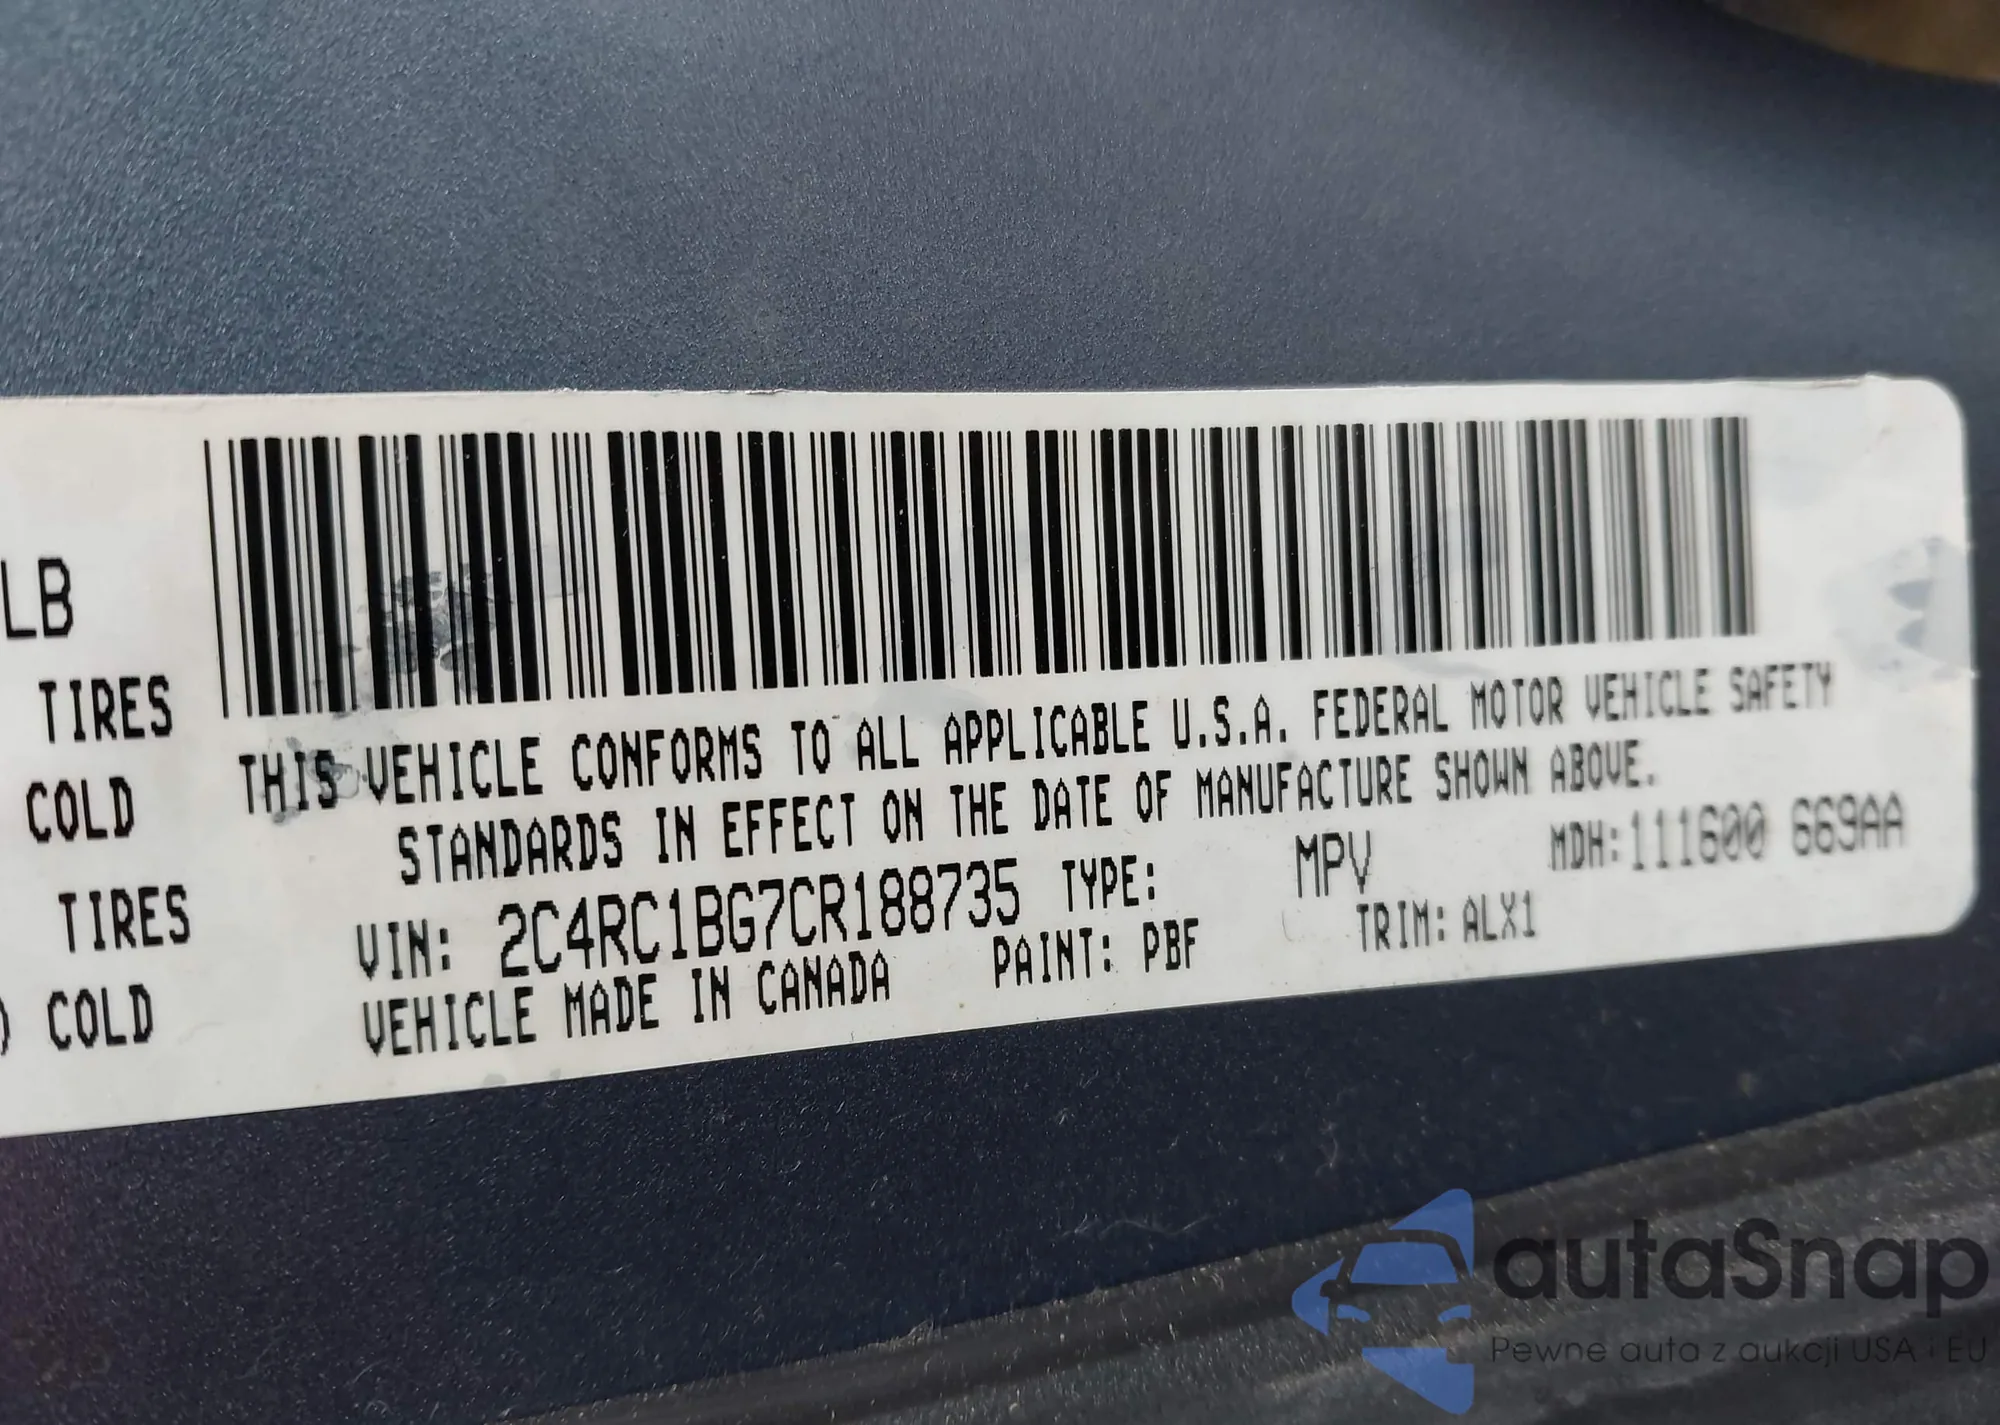 LB
TIRES
COLD
TIRES
) COLD
THIS VEHICLE CONFORMS TO ALL APPLICABLE U.S.A. FEDERAL MOTOR VEHICLE SAFETY
STANDARDS IN EFFECT ON THE DATE OF MANUFACTURE SHOWN ABOVE.
VIN: 2C4RC1BG7CR188735 TYPE: MPV MDH: 111600 669AA
VEHICLE MADE IN CANADA PAINT: PBF TRIM: ALX1
autaSnap
Pewne auta z aukcji USA i EU